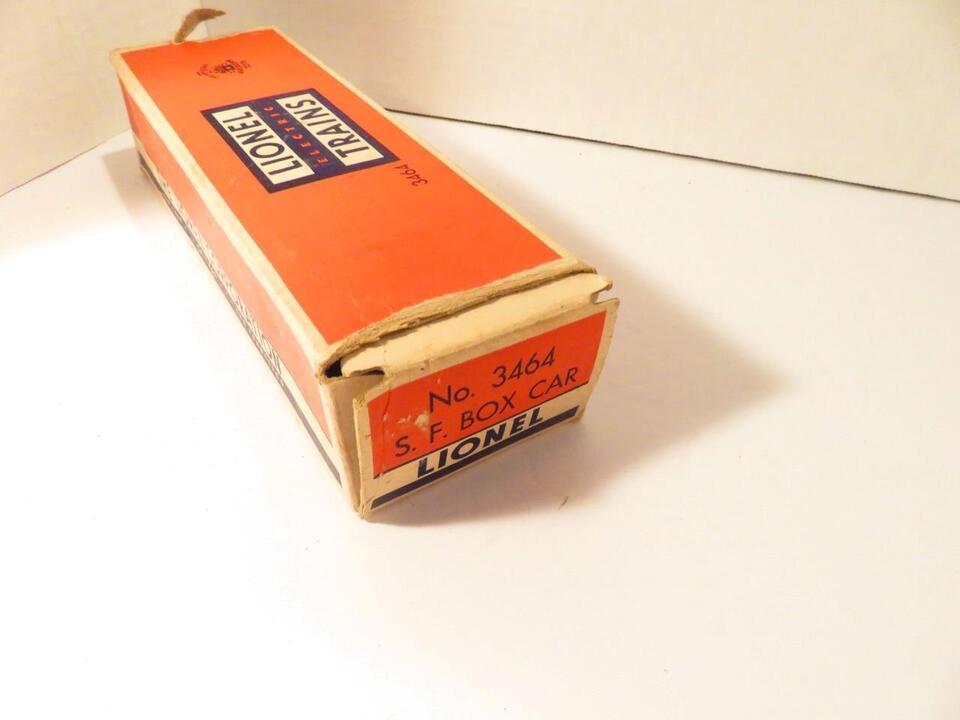 LIONEL
ELECTRIC
TRAINS
3464
No. 3464
S. F. BOX CAR
LIONEL